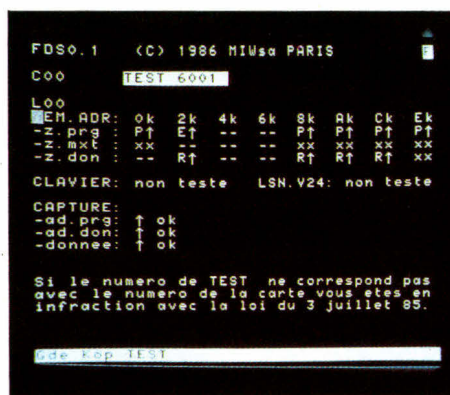 FDS0.1 (C) 1986 MIWsa PARIS F
C00 TEST 6001
L00
MEM.ADR: 0k 2k 4k 6k 8k Ak Ck Ek
-z.prg : P↑ E↑ -- -- P↑ P↑ P↑ P↑
-z.mxt : xx -- -- -- xx xx xx xx
-z.don : -- R↑ -- -- R↑ R↑ R↑ xx
CLAVIER: non teste LSN.V24: non teste
CAPTURE:
-ad.prg: ↑ ok
-ad.don: ↑ ok
-donnee: ↑ ok
Si le numero de TEST ne correspond pas
avec le numero de la carte vous etes en
infraction avec la loi du 3 juillet 85.
Gde Kop TEST